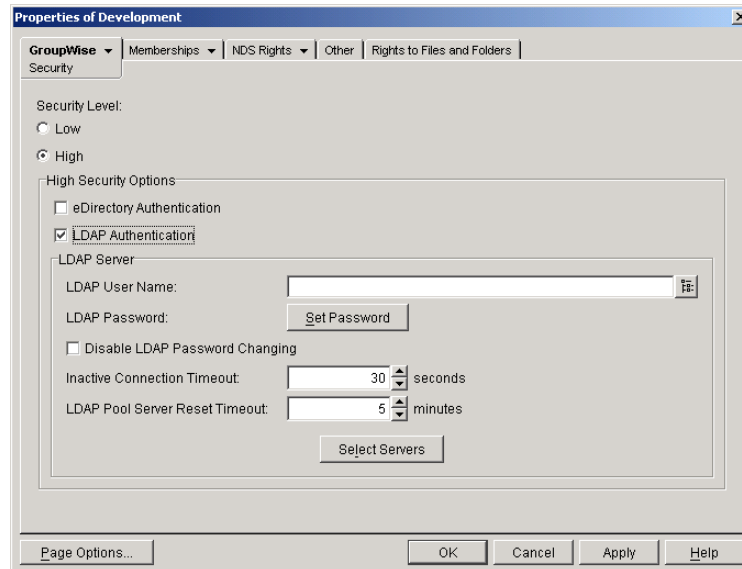 Properties of Development
GroupWise Memberships NDS Rights Other Rights to Files and Folders
Security
Security Level:
Low
High
High Security Options
eDirectory Authentication
LDAP Authentication
LDAP Server
LDAP User Name:
LDAP Password: Set Password
Disable LDAP Password Changing
Inactive Connection Timeout: 30 seconds
LDAP Pool Server Reset Timeout: 5 minutes
Select Servers
Page Options... OK Cancel Apply Help